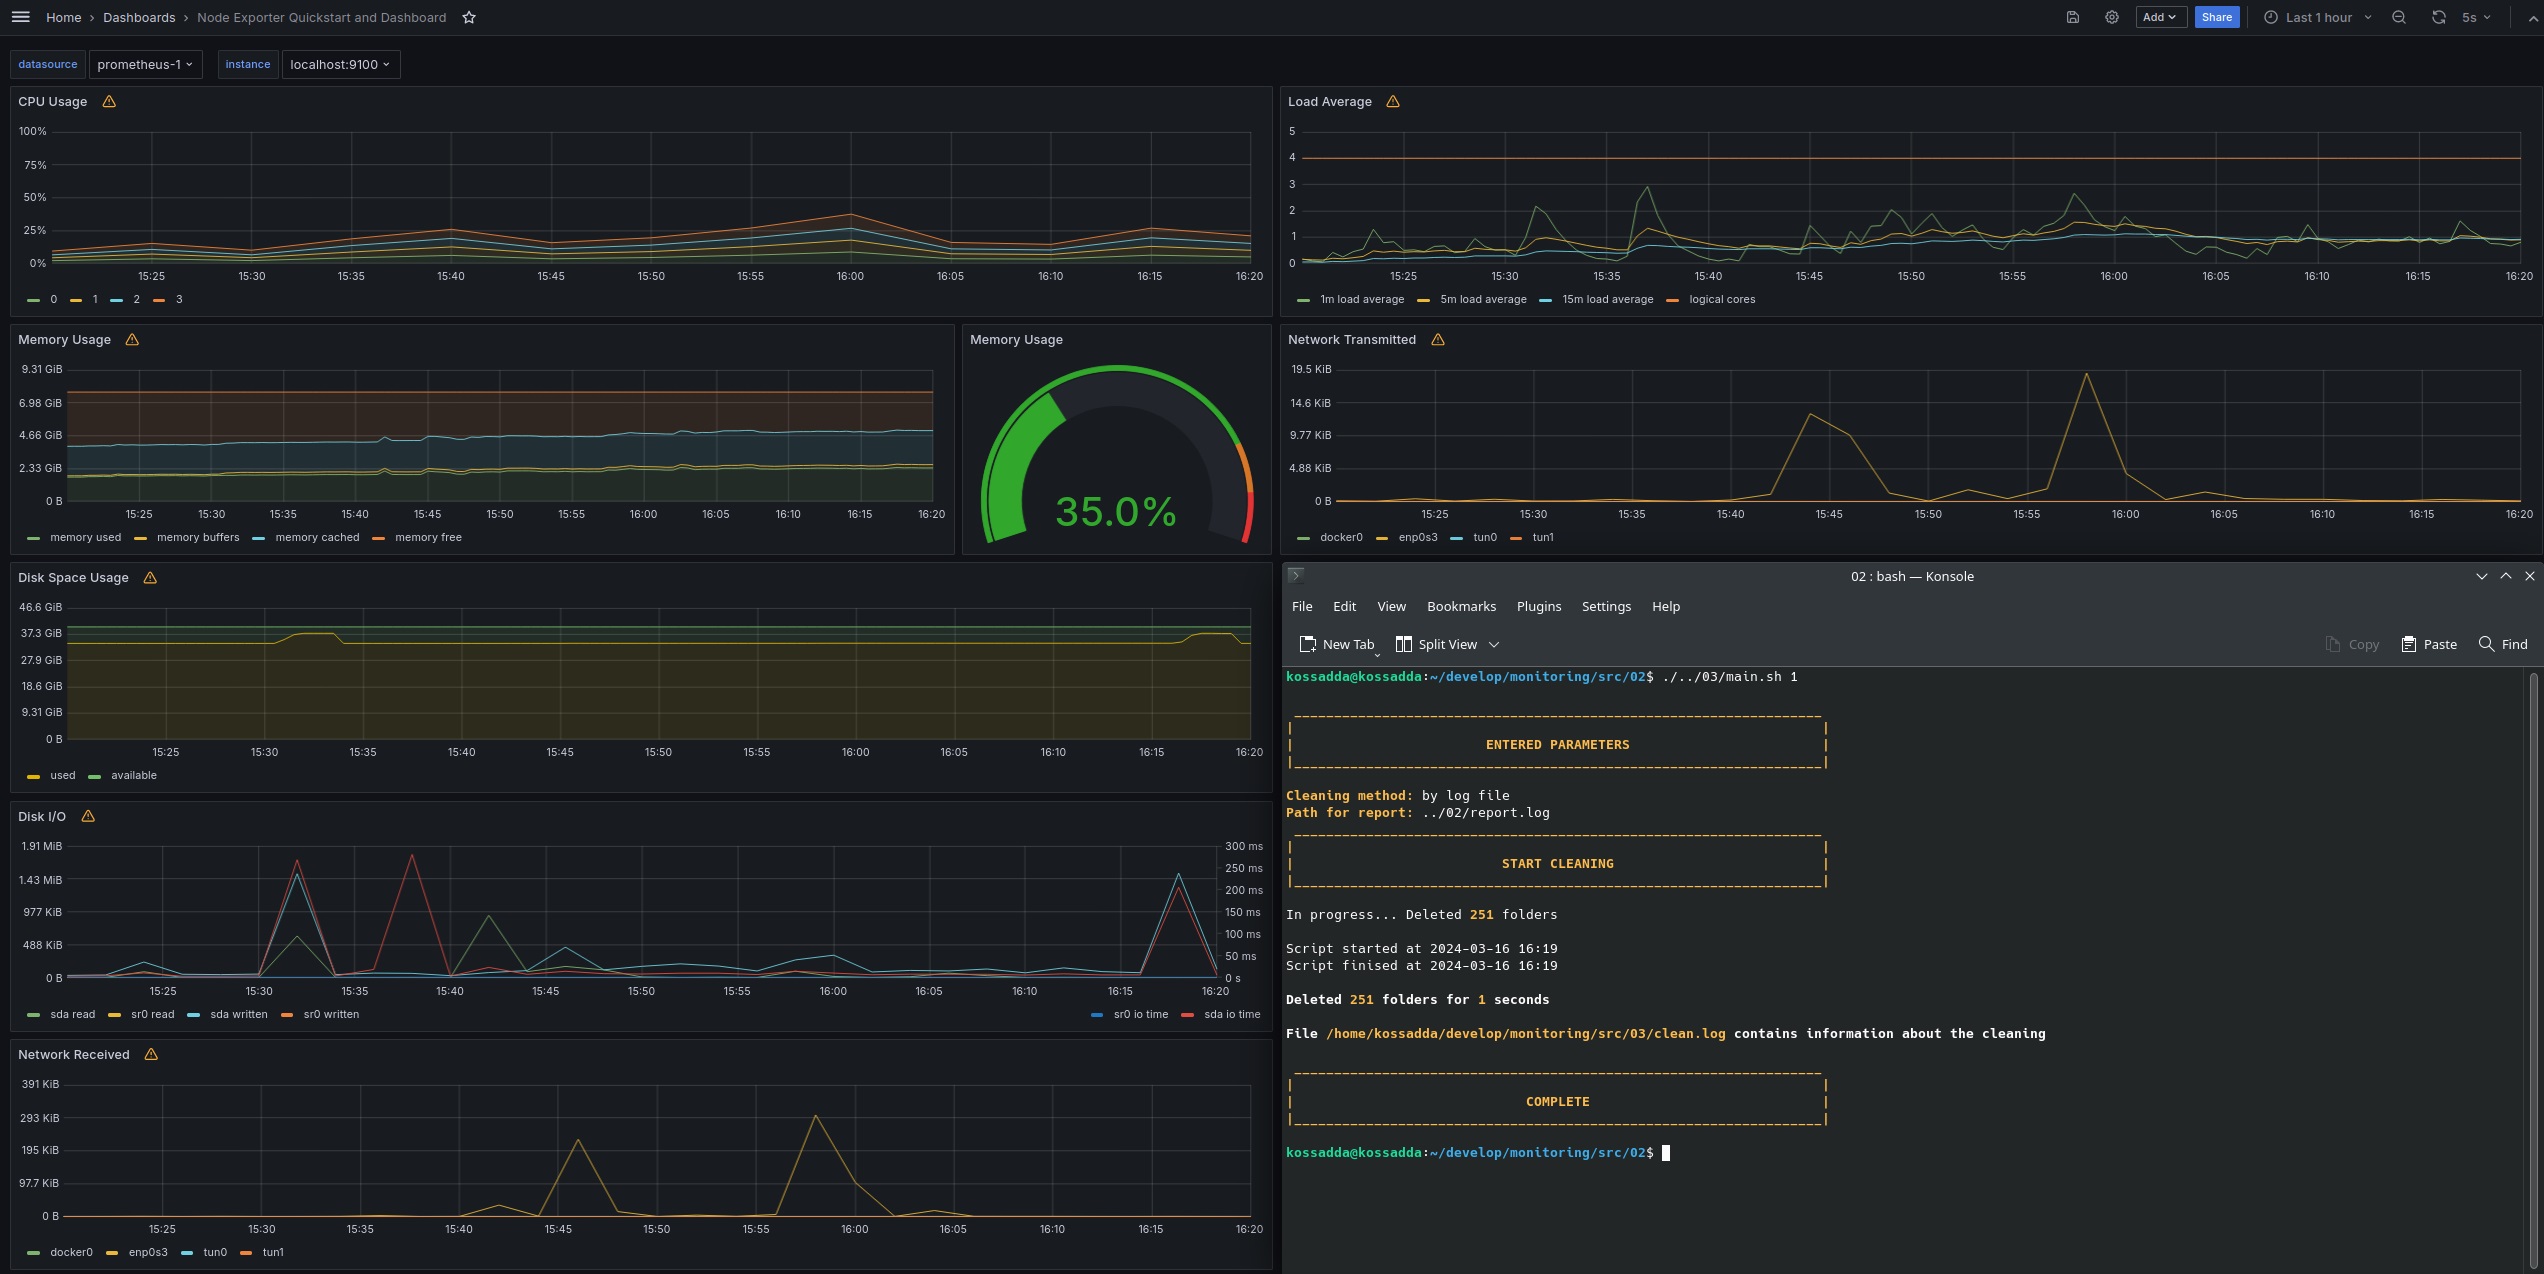 Home › Dashboards › Node Exporter Quickstart and Dashboard
Add Share Last 1 hour 5s
datasource prometheus-1 instance localhost:9100
CPU Usage
100%
75%
50%
25%
0%
15:25 15:30 15:35 15:40 15:45 15:50 15:55 16:00 16:05 16:10 16:15 16:20
0 1 2 3
Load Average
5
4
3
2
1
0
15:25 15:30 15:35 15:40 15:45 15:50 15:55 16:00 16:05 16:10 16:15 16:20
1m load average 5m load average 15m load average logical cores
Memory Usage
9.31 GiB
6.98 GiB
4.66 GiB
2.33 GiB
0 B
15:25 15:30 15:35 15:40 15:45 15:50 15:55 16:00 16:05 16:10 16:15 16:20
memory used memory buffers memory cached memory free
Memory Usage
35.0%
Network Transmitted
19.5 KiB
14.6 KiB
9.77 KiB
4.88 KiB
0 B
15:25 15:30 15:35 15:40 15:45 15:50 15:55 16:00 16:05 16:10 16:15 16:20
docker0 enp0s3 tun0 tun1
Disk Space Usage
46.6 GiB
37.3 GiB
27.9 GiB
18.6 GiB
9.31 GiB
0 B
15:25 15:30 15:35 15:40 15:45 15:50 15:55 16:00 16:05 16:10 16:15 16:20
used available
Disk I/O
1.91 MiB
1.43 MiB
977 KiB
488 KiB
0 B
300 ms
250 ms
200 ms
150 ms
100 ms
50 ms
0 s
15:25 15:30 15:35 15:40 15:45 15:50 15:55 16:00 16:05 16:10 16:15 16:20
sda read sr0 read sda written sr0 written sr0 io time sda io time
Network Received
391 KiB
293 KiB
195 KiB
97.7 KiB
0 B
15:25 15:30 15:35 15:40 15:45 15:50 15:55 16:00 16:05 16:10 16:15 16:20
docker0 enp0s3 tun0 tun1
02 : bash — Konsole
File Edit View Bookmarks Plugins Settings Help
New Tab Split View Copy Paste Find
kossadda@kossadda:~/develop/monitoring/src/02$ ./../03/main.sh 1
ENTERED PARAMETERS
Cleaning method: by log file
Path for report: ../02/report.log
START CLEANING
In progress... Deleted 251 folders
Script started at 2024-03-16 16:19
Script finised at 2024-03-16 16:19
Deleted 251 folders for 1 seconds
File /home/kossadda/develop/monitoring/src/03/clean.log contains information about the cleaning
COMPLETE
kossadda@kossadda:~/develop/monitoring/src/02$